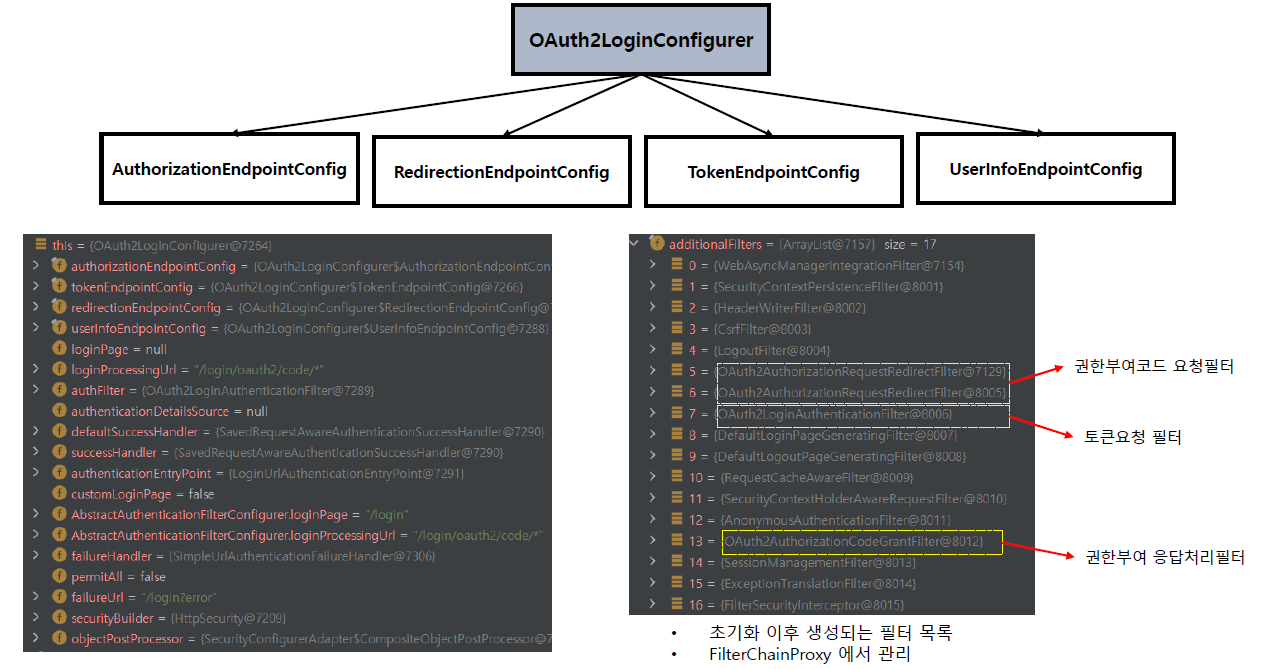 OAuth2LoginConfigurer
AuthorizationEndpointConfig
RedirectionEndpointConfig
TokenEndpointConfig
UserInfoEndpointConfig
this = {OAuth2LoginConfigurer@7264}
authorizationEndpointConfig = {OAuth2LoginConfigurer$AuthorizationEndpointCon
tokenEndpointConfig = {OAuth2LoginConfigurer$TokenEndpointConfig@7266}
redirectionEndpointConfig = {OAuth2LoginConfigurer$RedirectionEndpointConfig@7
userInfoEndpointConfig = {OAuth2LoginConfigurer$UserInfoEndpointConfig@7288}
loginPage = null
loginProcessingUrl = "/login/oauth2/code/*"
authFilter = {OAuth2LoginAuthenticationFilter@7289}
authenticationDetailsSource = null
defaultSuccessHandler = {SavedRequestAwareAuthenticationSuccessHandler@7290}
successHandler = {SavedRequestAwareAuthenticationSuccessHandler@7290}
authenticationEntryPoint = {LoginUrlAuthenticationEntryPoint@7291}
customLoginPage = false
AbstractAuthenticationFilterConfigurer.loginPage = "/login"
AbstractAuthenticationFilterConfigurer.loginProcessingUrl = "/login/oauth2/code/*"
failureHandler = {SimpleUrlAuthenticationFailureHandler@7306}
permitAll = false
failureUrl = "/login?error"
securityBuilder = {HttpSecurity@7209}
objectPostProcessor = {SecurityConfigurerAdapter$CompositeObjectPostProcessor@7
additionalFilters = {ArrayList@7157} size = 17
0 = {WebAsyncManagerIntegrationFilter@7154}
1 = {SecurityContextPersistenceFilter@8001}
2 = {HeaderWriterFilter@8002}
3 = {CsrfFilter@8003}
4 = {LogoutFilter@8004}
5 = {OAuth2AuthorizationRequestRedirectFilter@7129}
6 = {OAuth2AuthorizationRequestRedirectFilter@8005}
7 = {OAuth2LoginAuthenticationFilter@8006}
8 = {DefaultLoginPageGeneratingFilter@8007}
9 = {DefaultLogoutPageGeneratingFilter@8008}
10 = {RequestCacheAwareFilter@8009}
11 = {SecurityContextHolderAwareRequestFilter@8010}
12 = {AnonymousAuthenticationFilter@8011}
13 = {OAuth2AuthorizationCodeGrantFilter@8012}
14 = {SessionManagementFilter@8013}
15 = {ExceptionTranslationFilter@8014}
16 = {FilterSecurityInterceptor@8015}
권한부여코드 요청필터
토큰요청 필터
권한부여 응답처리필터
• 초기화 이후 생성되는 필터 목록
• FilterChainProxy 에서 관리